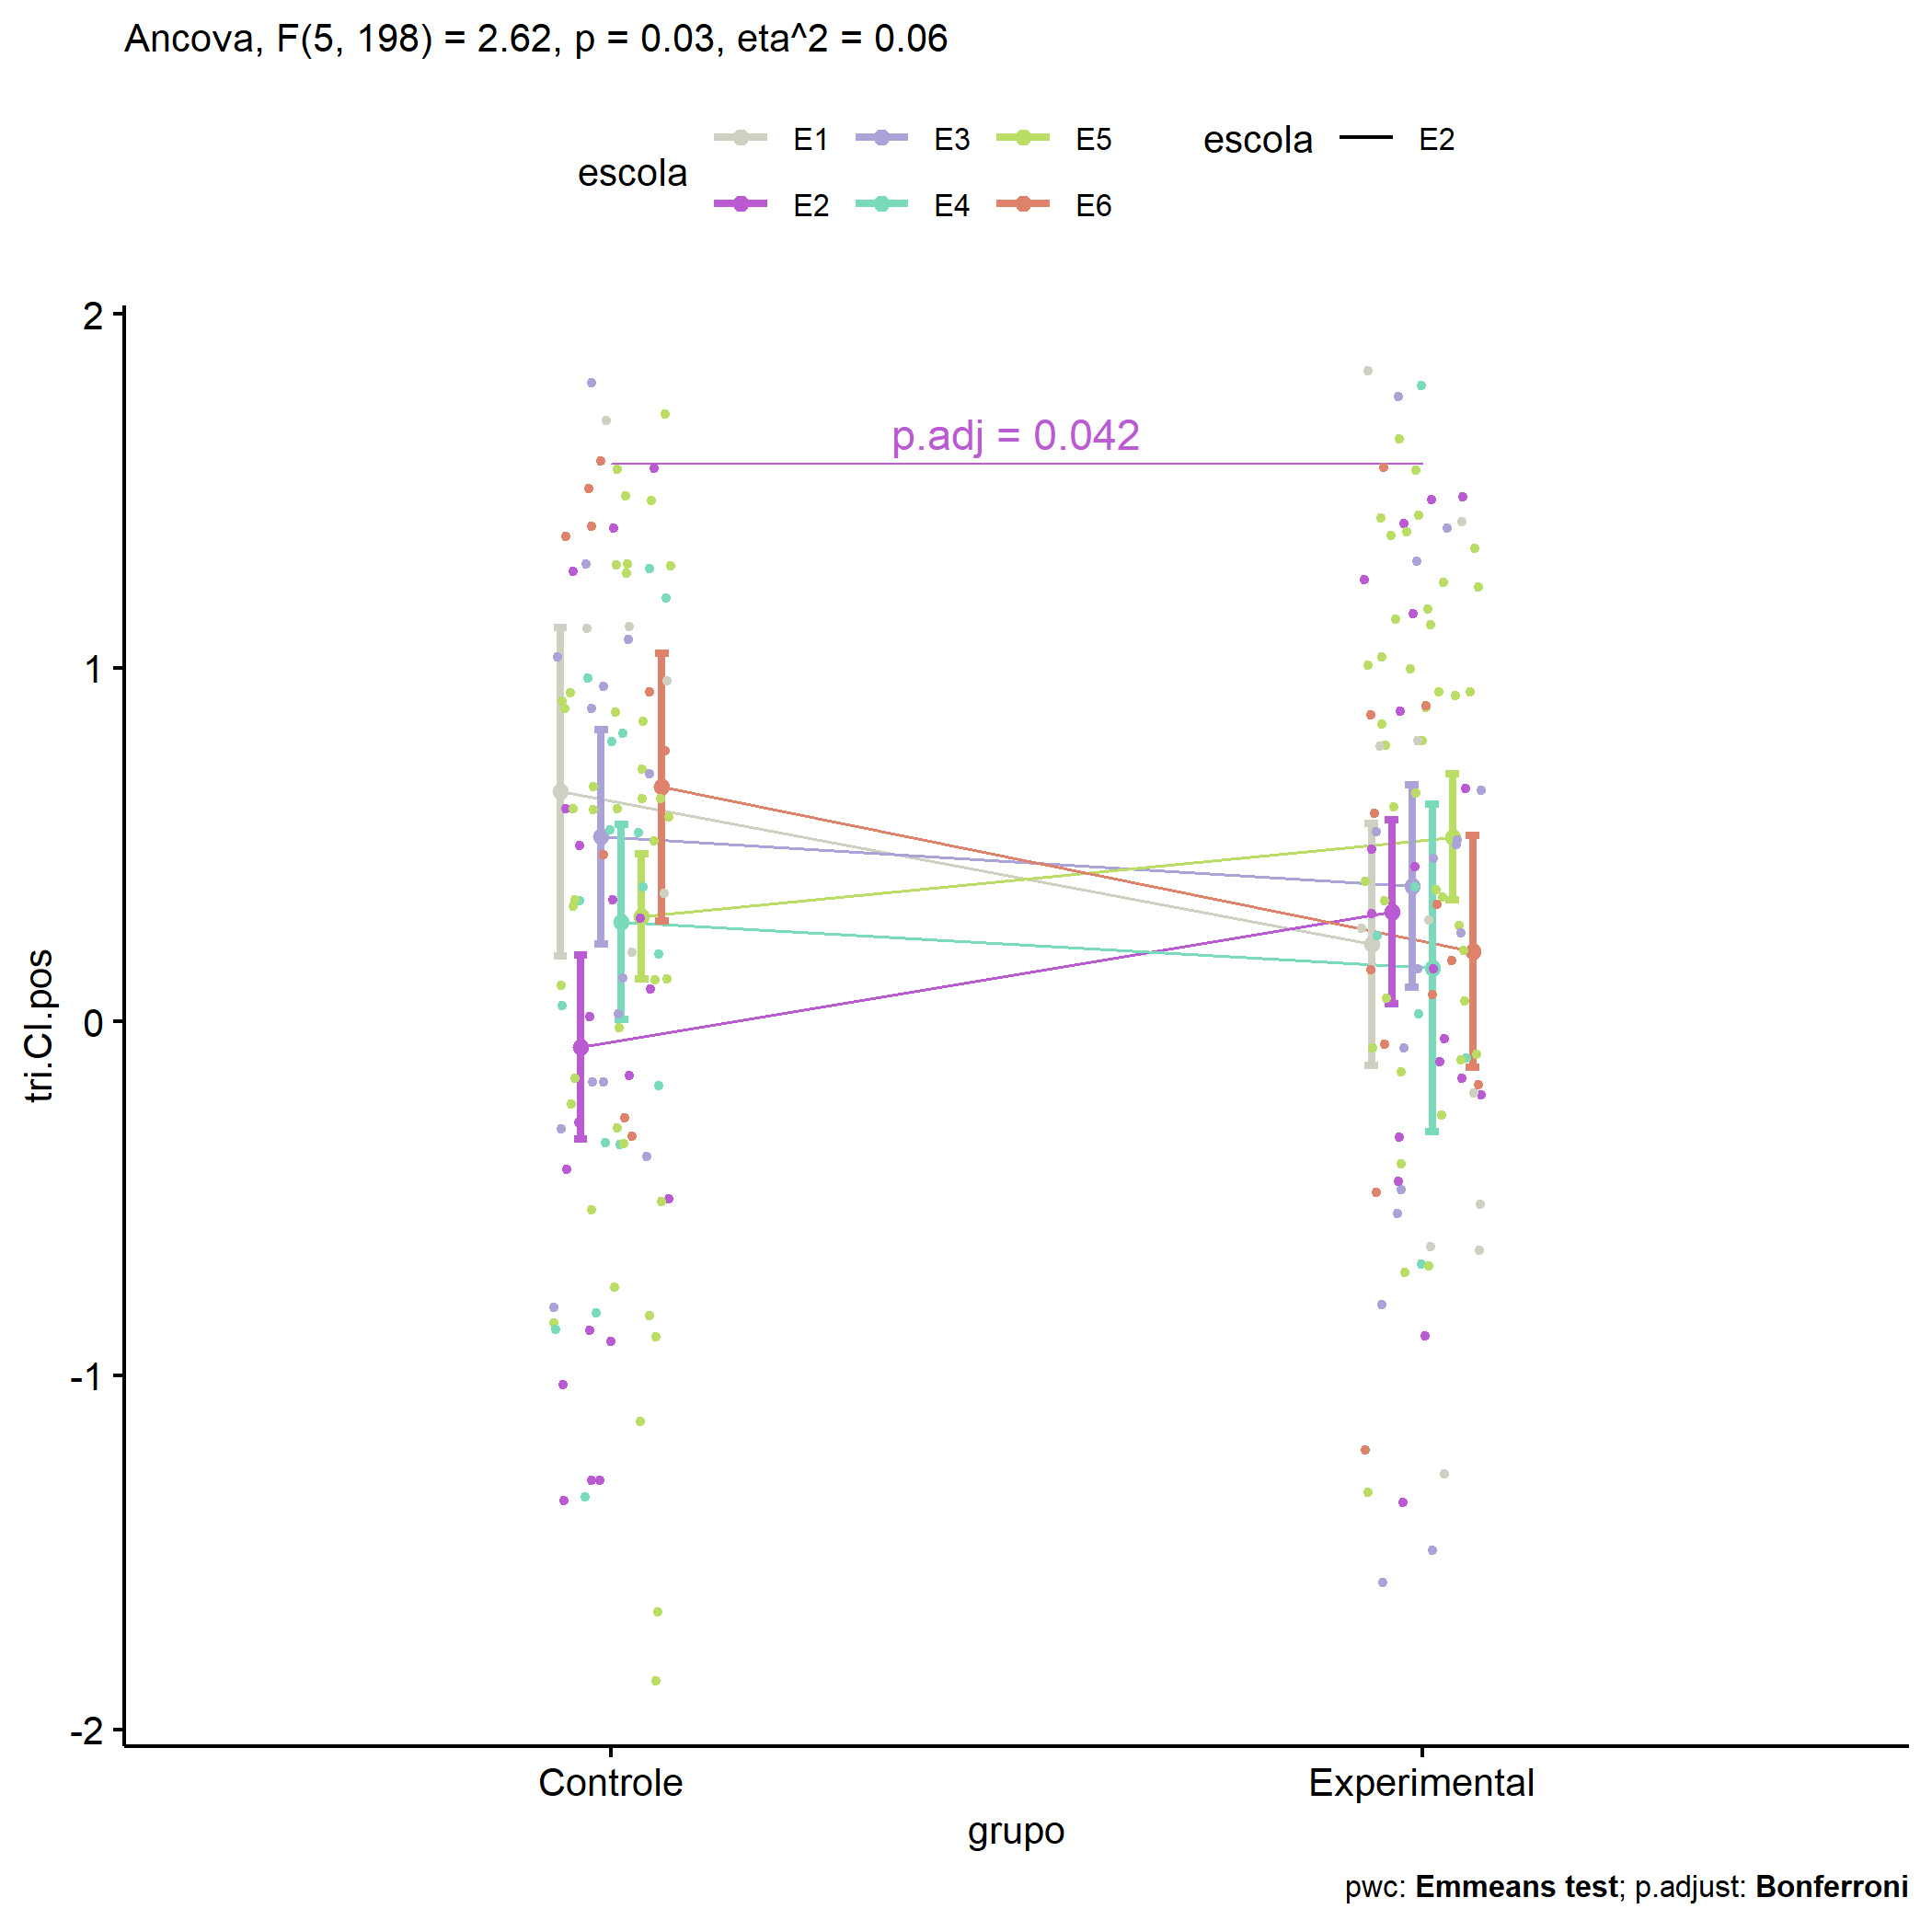 Ancova, F(5, 198) = 2.62, p = 0.03, eta^2 = 0.06
escola E1 E3 E5 escola E2
E2 E4 E6
2
p.adj = 0.042
1
0
-1
-2
tri.CI.pos
Controle Experimental
grupo
pwc: Emmeans test; p.adjust: Bonferroni